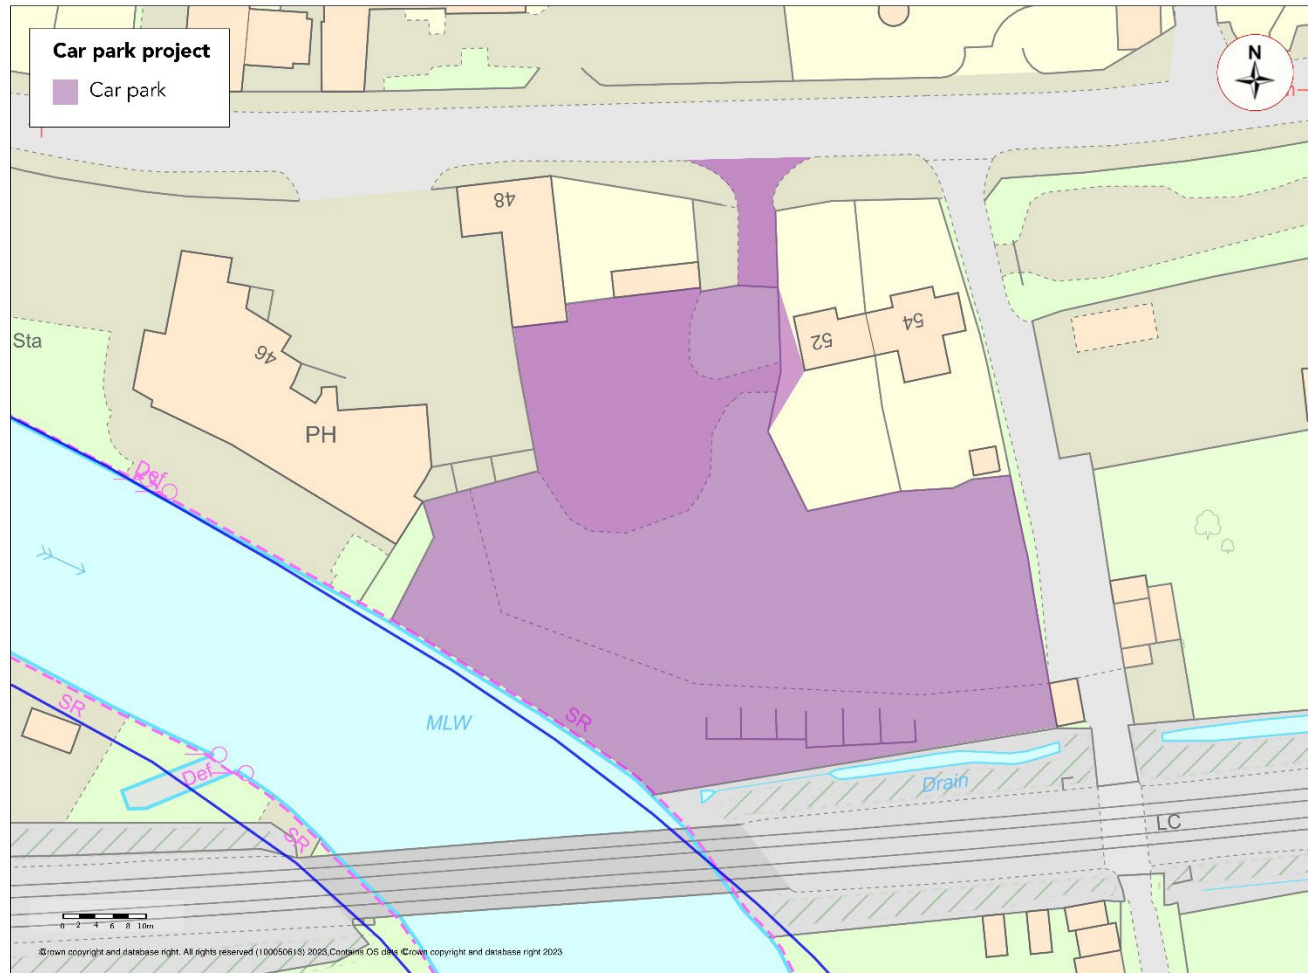 Car park project
Car park
N
48
52
54
Sta
46
PH
Def
SR
MLW
SR
Def
Drain
SR
LC
0 2 4 6 8 10m
©rown copyright and database right. All rights reserved (100050613) 2023,Contains OS data ©rown copyright and database right 2023